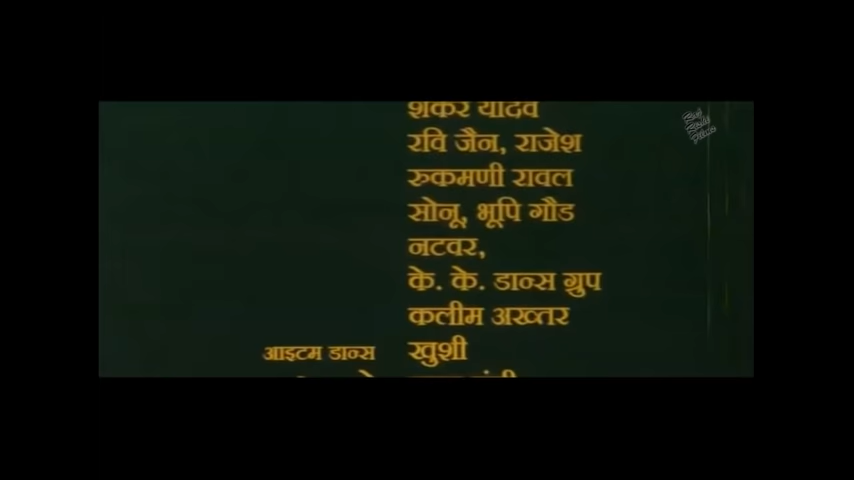 शंकर यादव
रवि जैन, राजेश
रुकमणी रावल
सोनू, भूपि गौड
नटवर,
के. के. डान्स ग्रुप
कलीम अख्तर
आइटम डान्स खुशी